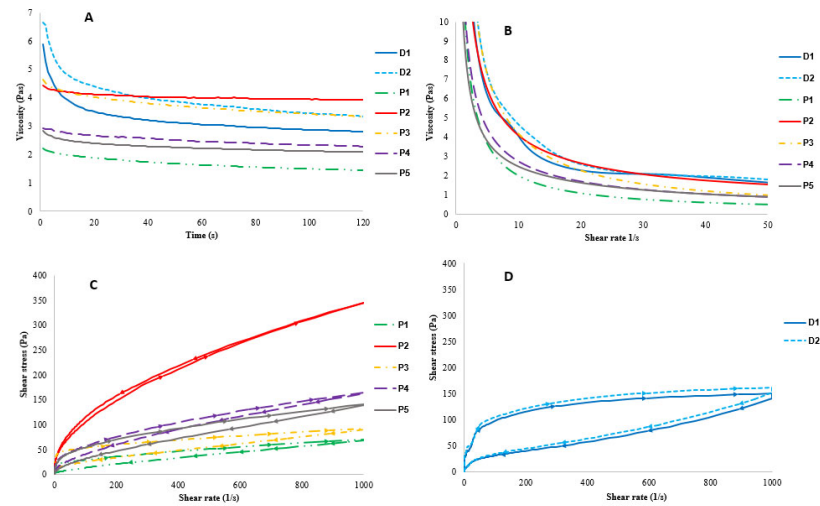 A
Viscosity (Pas)
7
6
5
4
3
2
1
0
0 20 40 60 80 100 120
Time (s)
D1
D2
P1
P2
P3
P4
P5
B
Viscosity (Pas)
10
9
8
7
6
5
4
3
2
1
0
0 10 20 30 40 50
Shear rate 1/s
D1
D2
P1
P2
P3
P4
P5
C
Shear stress (Pa)
400
350
300
250
200
150
100
50
0
0 200 400 600 800 1000
Shear rate (1/s)
P1
P2
P3
P4
P5
D
Shear stress (Pa)
400
350
300
250
200
150
100
50
0
0 200 400 600 800 1000
Shear rate (1/s)
D1
D2